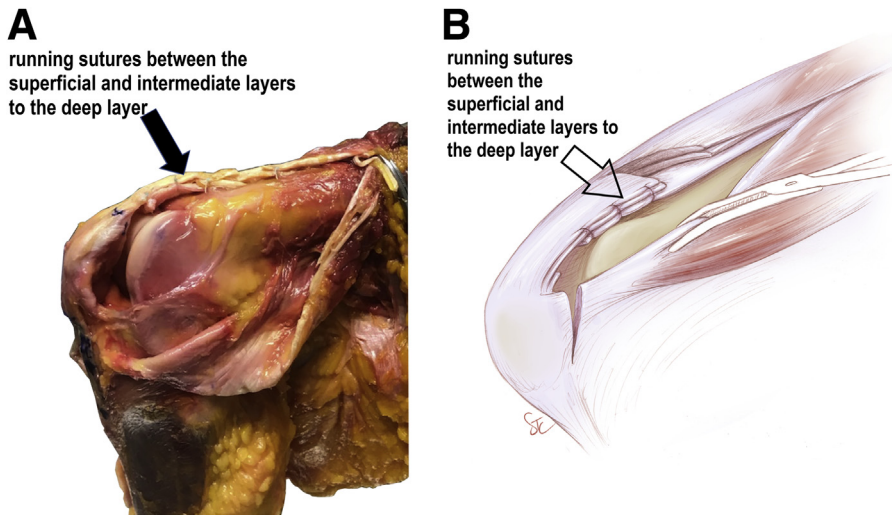 A
running sutures between the
superficial and intermediate layers
to the deep layer
B
running sutures
between the
superficial and
intermediate layers to
the deep layer